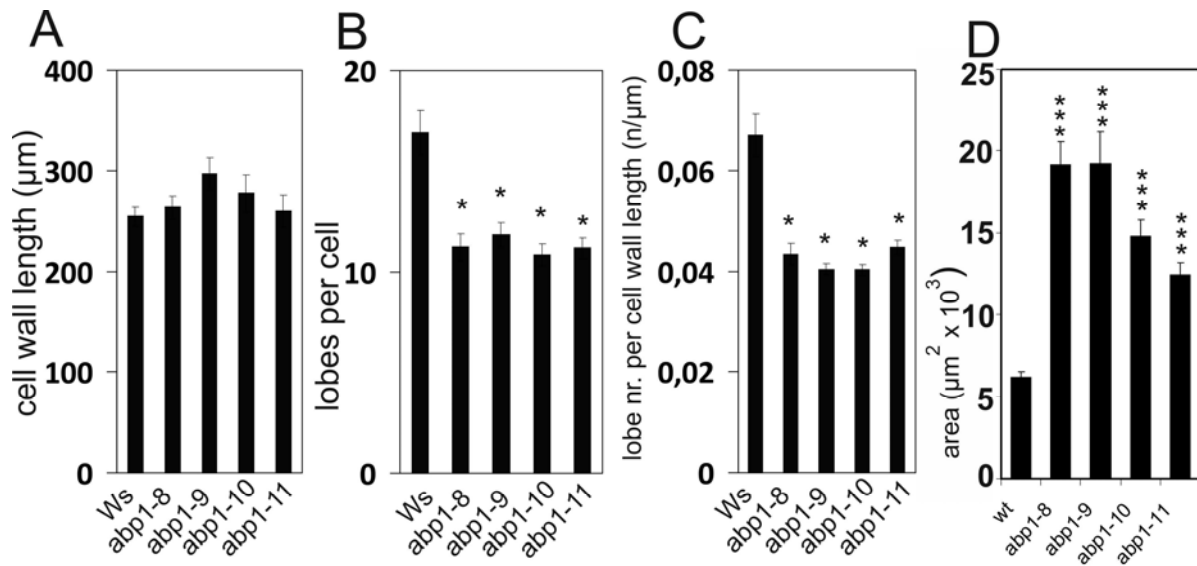 A
cell wall length (µm)
400
300
200
100
0
Ws
abp1-8
abp1-9
abp1-10
abp1-11
B
lobes per cell
20
10
0
*
*
*
*
Ws
abp1-8
abp1-9
abp1-10
abp1-11
C
lobe nr. per cell wall length (n/µm)
0,08
0,06
0,04
0,02
0
*
*
*
*
Ws
abp1-8
abp1-9
abp1-10
abp1-11
D
area (µm² x 10³)
25
20
15
10
5
0
***
***
***
***
wt
abp1-8
abp1-9
abp1-10
abp1-11